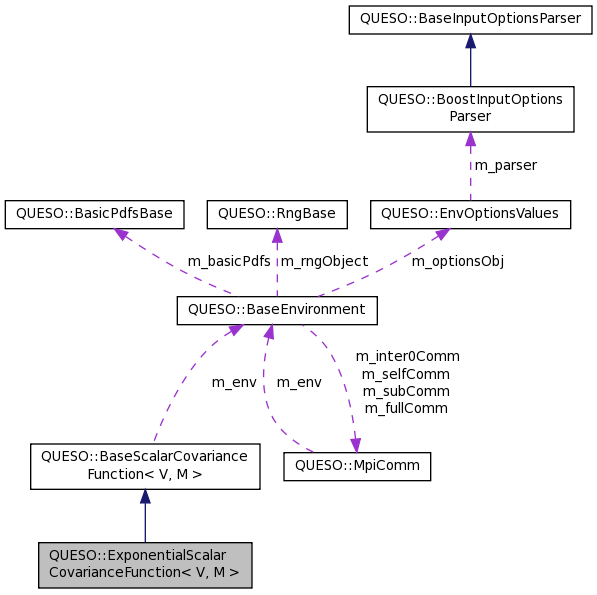 QUESO::BaseInputOptionsParser
QUESO::BoostInputOptions
Parser
m_parser
QUESO::BasicPdfsBase
QUESO::RngBase
QUESO::EnvOptionsValues
m_basicPdfs
m_rngObject
m_optionsObj
QUESO::BaseEnvironment
m_inter0Comm
m_selfComm
m_subComm
m_fullComm
m_env
m_env
QUESO::BaseScalarCovariance
Function< V, M >
QUESO::MpiComm
QUESO::ExponentialScalar
CovarianceFunction< V, M >